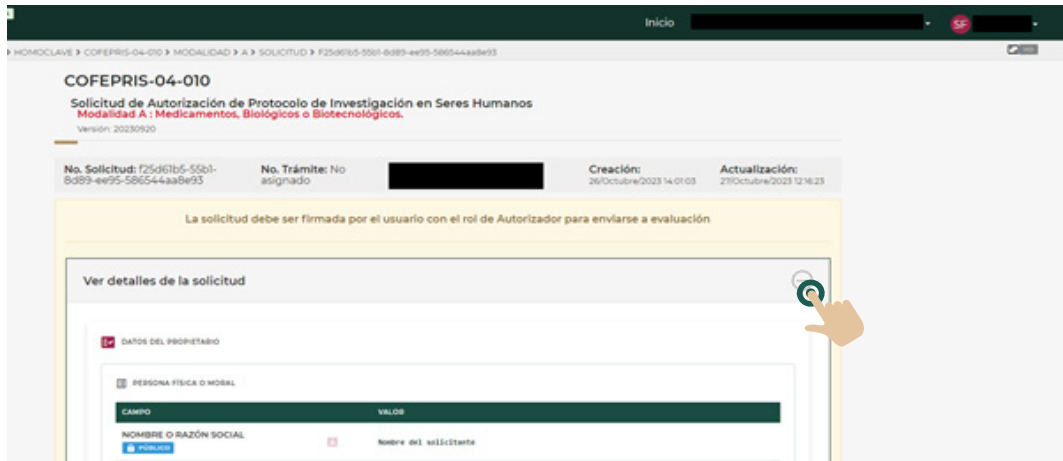 Inicio
SF
HOMOCLAVE > COFEPRIS-04-010 > MODALIDAD > A > SOLICITUD > F25d61b5-55b1-8d89-ee95-586544aa8e93
COFEPRIS-04-010
Solicitud de Autorización de Protocolo de Investigación en Seres Humanos
Modalidad A : Medicamentos, Biológicos o Biotecnológicos.
Versión: 20230920
No. Solicitud: f25d61b5-55b1-8d89-ee95-586544aa8e93
No. Trámite: No asignado
Creación: 26/Octubre/2023 14:01:03
Actualización: 27/Octubre/2023 12:16:23
La solicitud debe ser firmada por el usuario con el rol de Autorizador para enviarse a evaluación
Ver detalles de la solicitud
DATOS DEL PROPIETARIO
PERSONA FÍSICA O MORAL
CAMPO VALOR
NOMBRE O RAZÓN SOCIAL
PÚBLICO
Nombre del solicitante